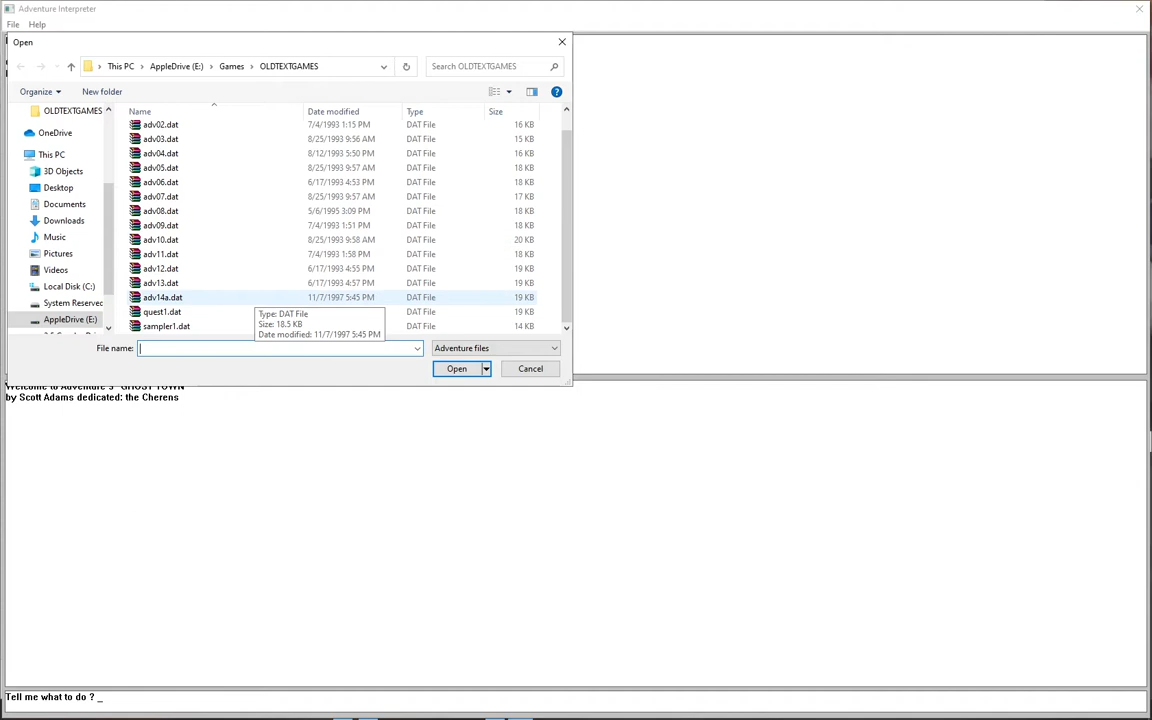 Adventure Interpreter
File Help
Open
This PC > AppleDrive (E:) > Games > OLDTEXTGAMES
Search OLDTEXTGAMES
Organize New folder
Name Date modified Type Size
OLDTEXTGAMES
OneDrive
This PC
3D Objects
Desktop
Documents
Downloads
Music
Pictures
Videos
Local Disk (C:)
System Reserved
AppleDrive (E:)
adv02.dat 7/4/1993 1:15 PM DAT File 16 KB
adv03.dat 8/25/1993 9:56 AM DAT File 15 KB
adv04.dat 8/12/1993 5:50 PM DAT File 16 KB
adv05.dat 8/25/1993 9:57 AM DAT File 18 KB
adv06.dat 6/17/1993 4:53 PM DAT File 18 KB
adv07.dat 8/25/1993 9:57 AM DAT File 17 KB
adv08.dat 5/6/1995 3:09 PM DAT File 18 KB
adv09.dat 7/4/1993 1:51 PM DAT File 18 KB
adv10.dat 8/25/1993 9:58 AM DAT File 20 KB
adv11.dat 7/4/1993 1:58 PM DAT File 18 KB
adv12.dat 6/17/1993 4:55 PM DAT File 19 KB
adv13.dat 6/17/1993 4:57 PM DAT File 19 KB
adv14a.dat 11/7/1997 5:45 PM DAT File 19 KB
quest1.dat DAT File 19 KB
sampler1.dat DAT File 14 KB
Type: DAT File
Size: 18.5 KB
Date modified: 11/7/1997 5:45 PM
File name:
Adventure files
Open Cancel
Welcome to Adventure 9 "GHOST TOWN"
by Scott Adams dedicated: the Cherens
Tell me what to do ? _